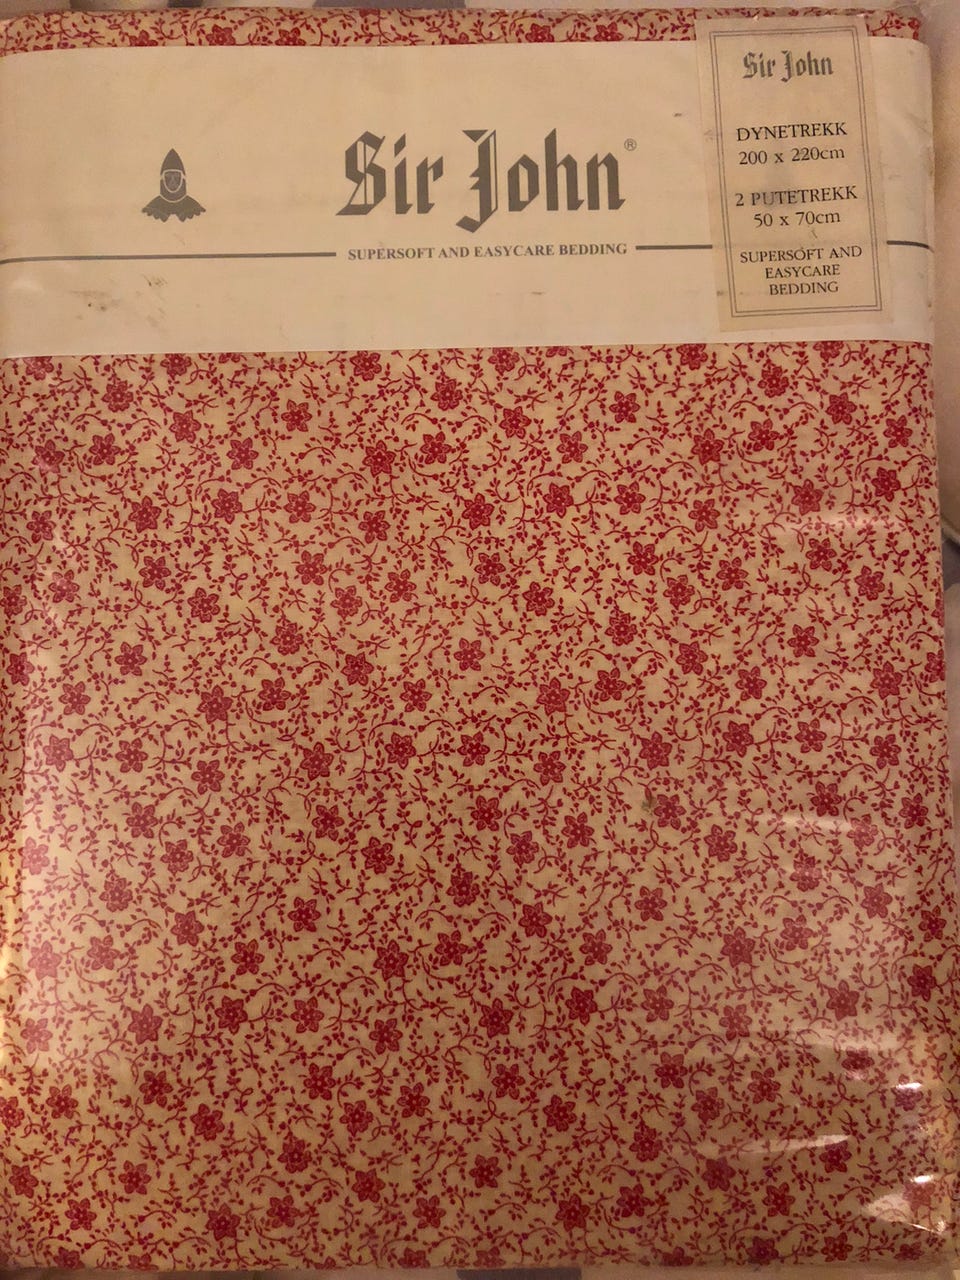 Sir John®
SUPERSOFT AND EASYCARE BEDDING
Sir John
DYNETREKK
200 x 220cm
2 PUTETREKK
50 x 70cm
SUPERSOFT AND
EASYCARE
BEDDING